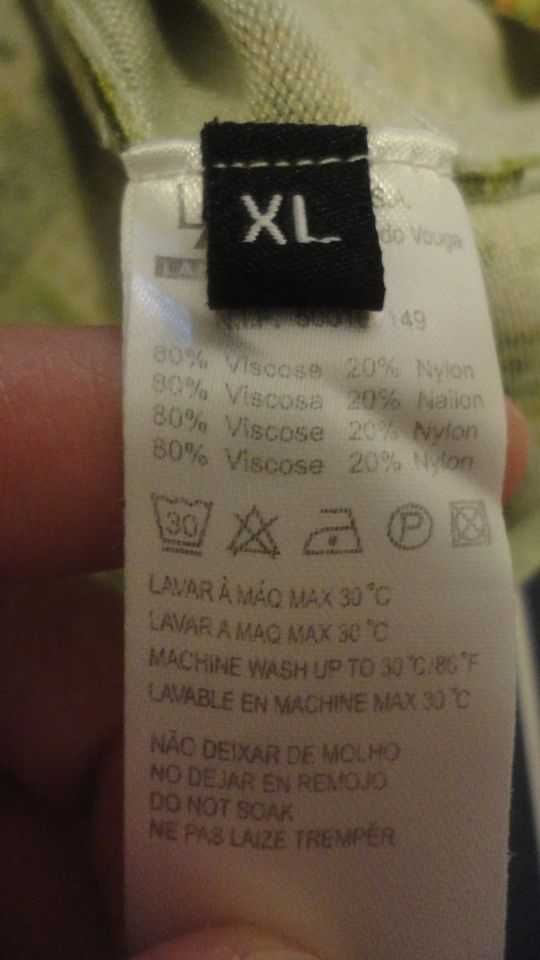 XL
S.A.
do Vouga
149
80% Viscose 20% Nylon
80% Viscosa 20% Nailon
80% Viscose 20% Nylon
80% Viscose 20% Nylon
30
P
LAVAR À MÁQ MAX 30 °C
LAVAR A MAQ MAX 30 °C
MACHINE WASH UP TO 30 °C/86 °F
LAVABLE EN MACHINE MAX 30 °C
NÃO DEIXAR DE MOLHO
NO DEJAR EN REMOJO
DO NOT SOAK
NE PAS LAIZE TREMPÉR